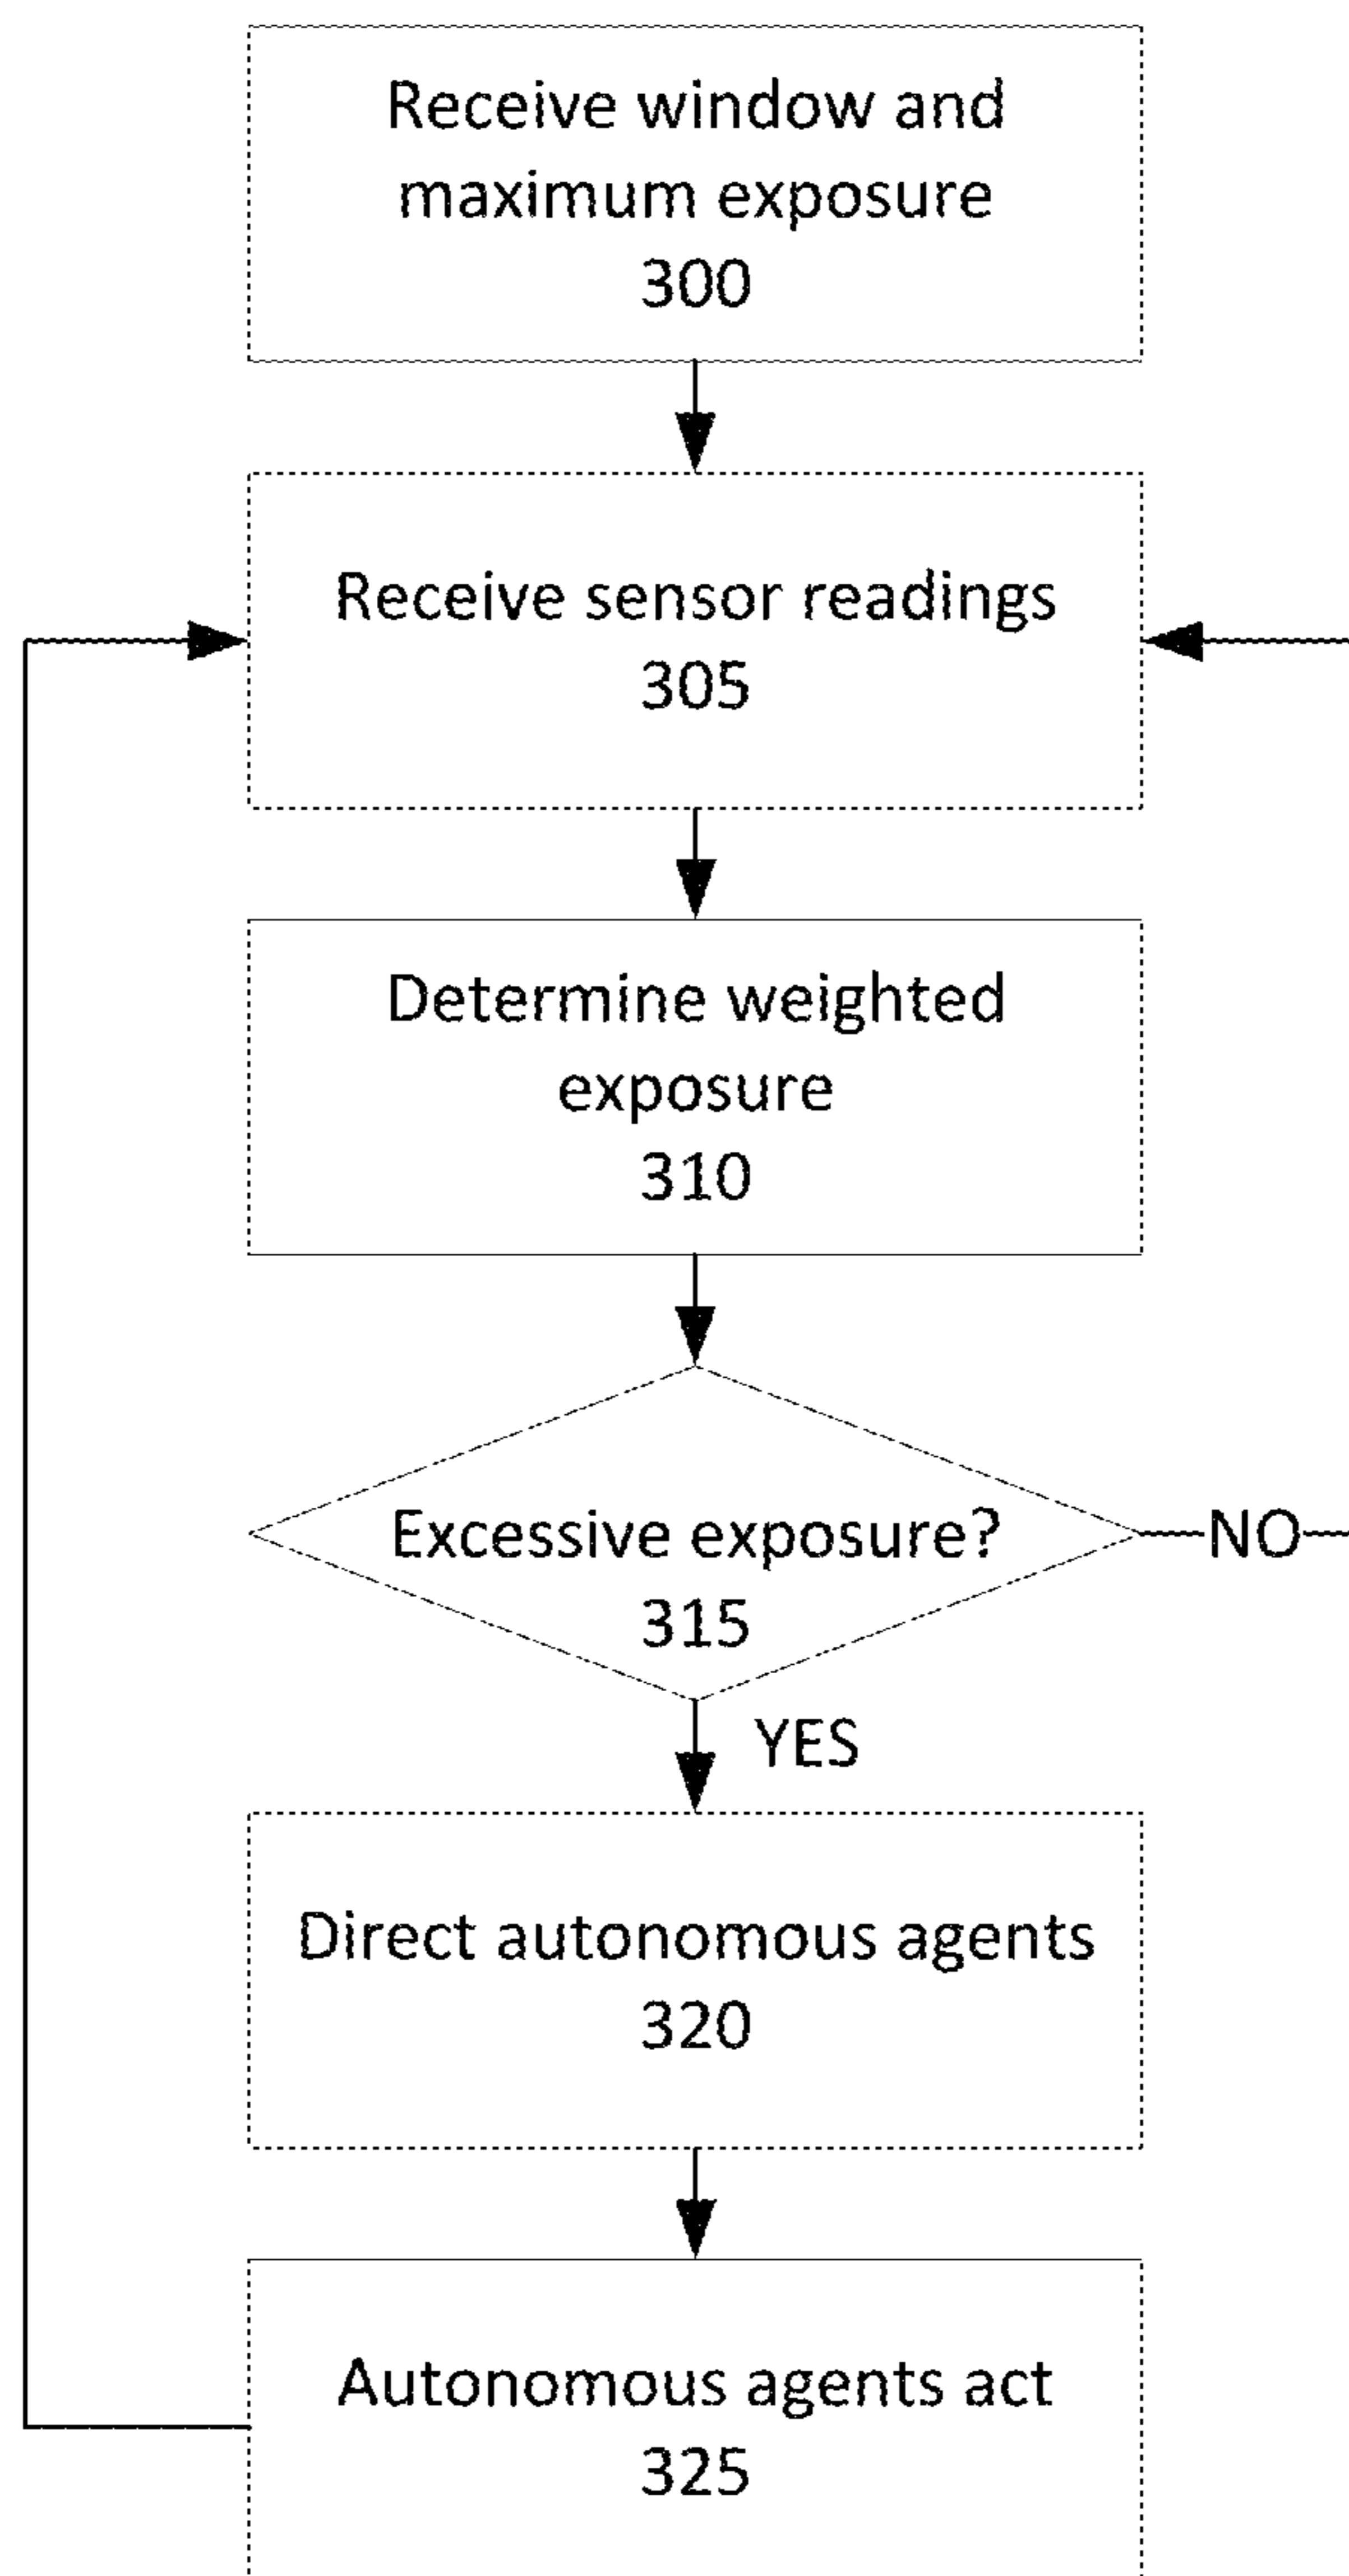 Receive window and
maximum exposure
300
Receive sensor readings
305
Determine weighted
exposure
310
Excessive exposure?
315
NO
YES
Direct autonomous agents
320
Autonomous agents act
325